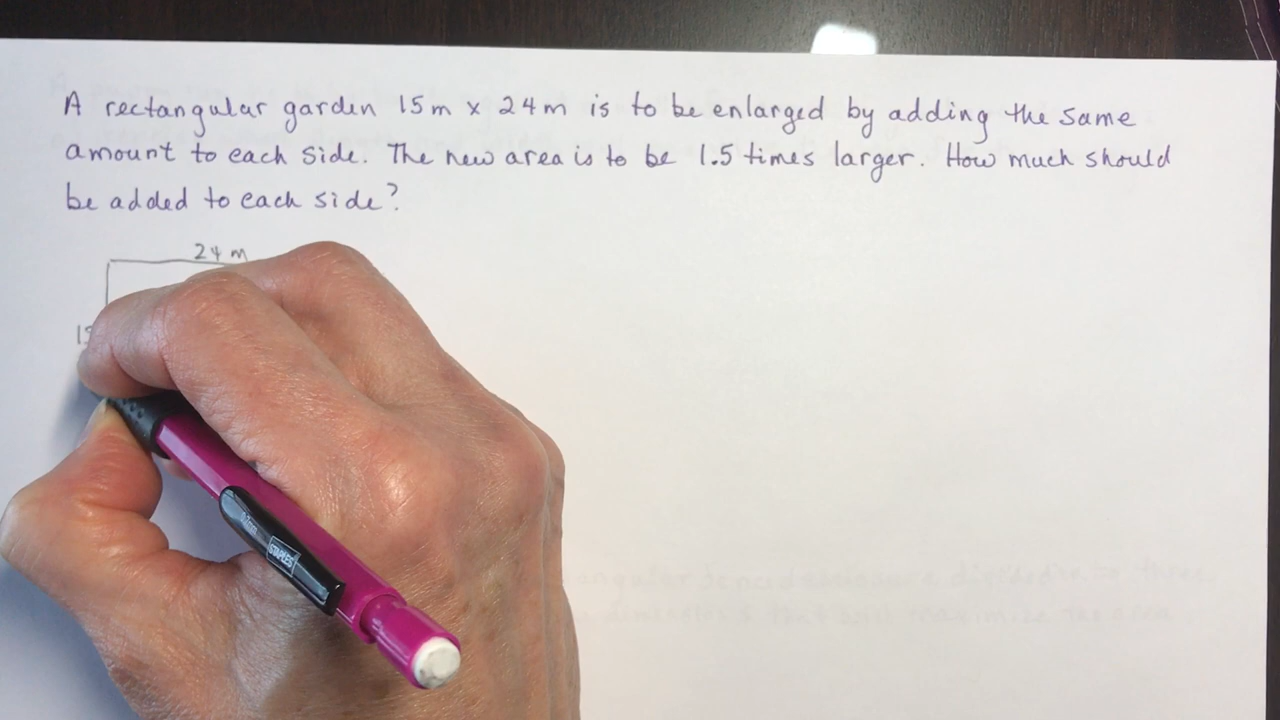 A rectangular garden 15m x 24m is to be enlarged by adding the same
amount to each side. The new area is to be 1.5 times larger. How much should
be added to each side?
24 m
STAPLES